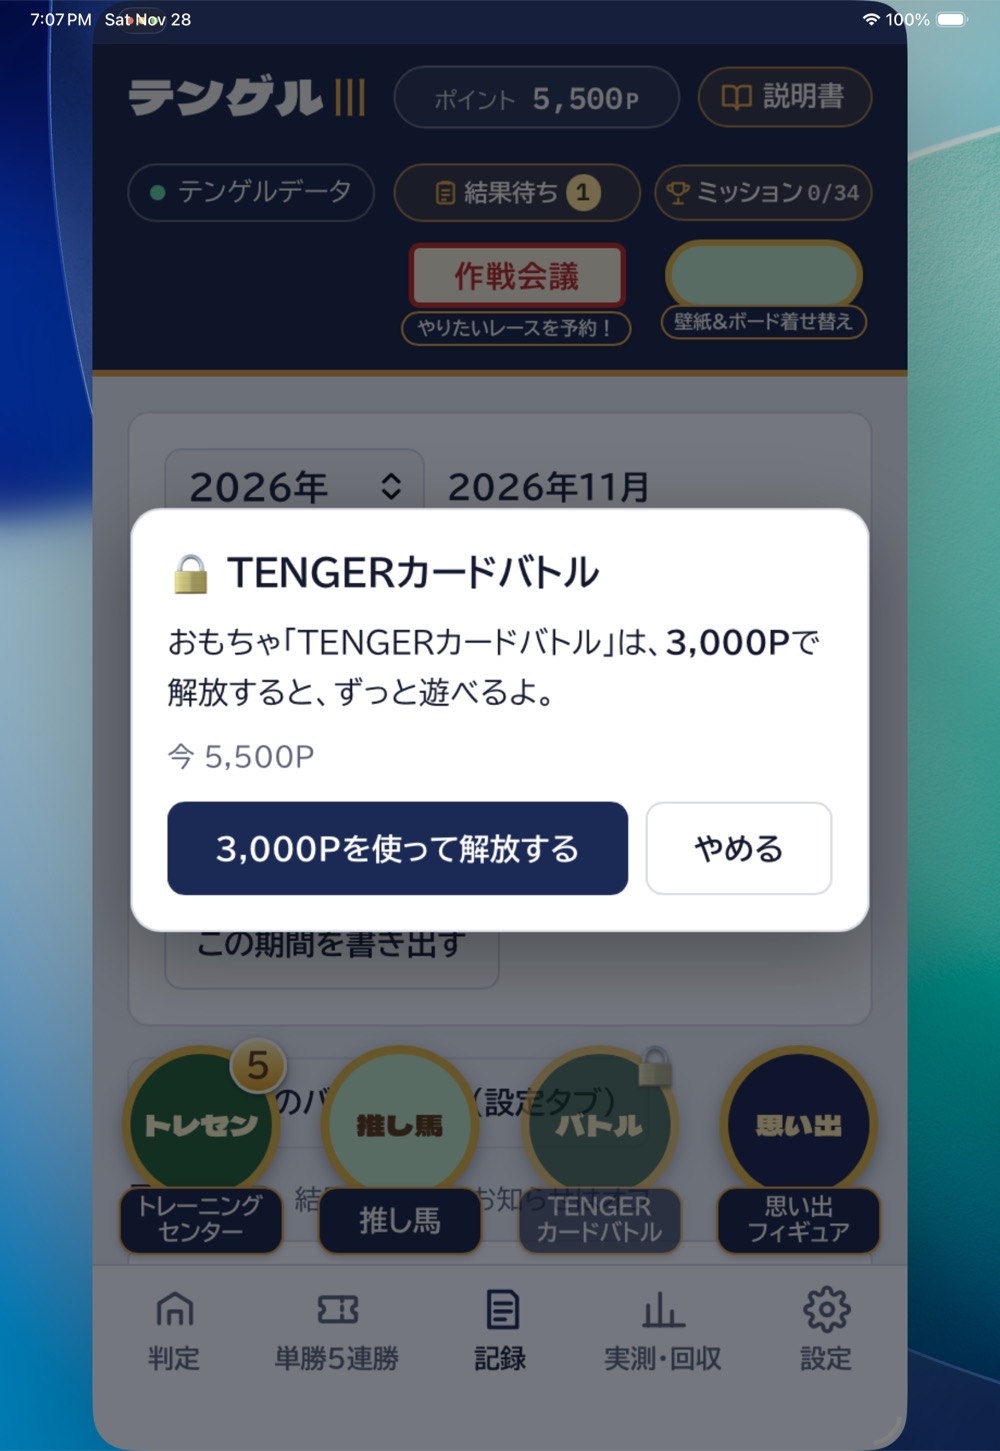 7:07 PM Sat Nov 28
100%
テンゲル
ポイント 5,500P
説明書
テンゲルデータ
結果待ち 1
ミッション 0/34
作戦会議
やりたいレースを予約！
壁紙&ボード着せ替え
2026年
2026年11月
TENGERカードバトル
おもちゃ「TENGERカードバトル」は、3,000Pで
解放すると、ずっと遊べるよ。
今 5,500P
3,000Pを使って解放する
やめる
この期間を書き出す
5
のバ
(設定タブ)
トレセン
推し馬
バトル
思い出
結
お知ら
トレーニング
センター
推し馬
TENGER
カードバトル
思い出
フィギュア
判定
単勝5連勝
記録
実測・回収
設定